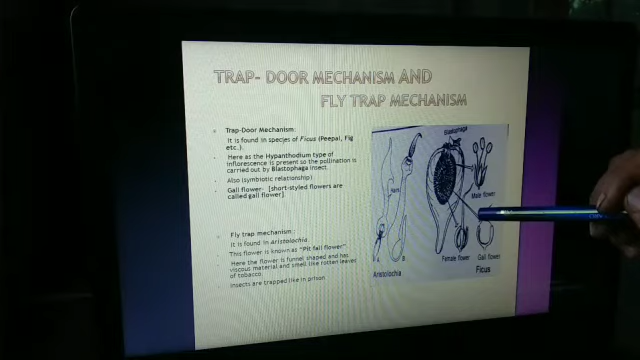 TRAP- DOOR MECHANISM AND
FLY TRAP MECHANISM
Trap-Door Mechanism:
It is found in species of Ficus (Peepal, Fig
etc.).
Here as the Hypanthodium type of
inflorescence is present so the pollination is
carried out by Blastophaga insect.
Also (symbiotic relationship)
Gall flower- [short-styled flowers are
called gall flower].
Fly trap mechanism:
It is found in Aristolochia
This flower is known as "Pit fall flower"
Here the flower is funnel shaped and has
viscous material and smell like rotten leaves
of tobacco.
Insects are trapped like in prison
Blastophaga
Hairs
Male flower
B
Female flower
Gall flower
Aristolochia
Ficus